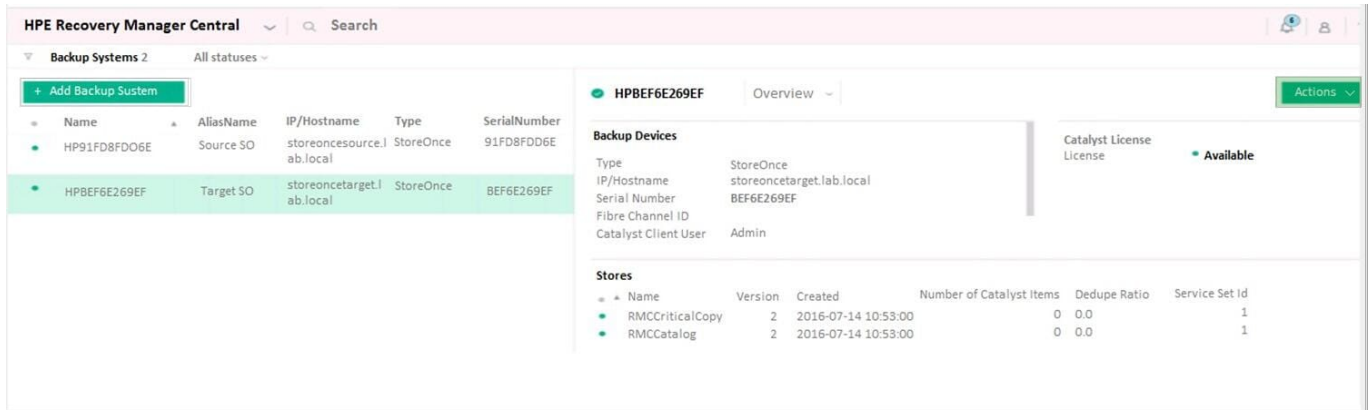 HPE Recovery Manager Central Search 6
Backup Systems 2 All statuses
+ Add Backup Sustem
Name AliasName IP/Hostname Type SerialNumber
HP91FD8FDO6E Source SO storeoncesource.l StoreOnce 91FD8FDD6E
ab.local
HPBEF6E269EF Target SO storeoncetarget.l StoreOnce BEF6E269EF
ab.local
HPBEF6E269EF Overview Actions
Backup Devices
Type StoreOnce
IP/Hostname storeoncetarget.lab.local
Serial Number BEF6E269EF
Fibre Channel ID
Catalyst Client User Admin
Catalyst License
License Available
Stores
Name Version Created Number of Catalyst Items Dedupe Ratio Service Set Id
RMCCriticalCopy 2 2016-07-14 10:53:00 0 0.0 1
RMCCatalog 2 2016-07-14 10:53:00 0 0.0 1